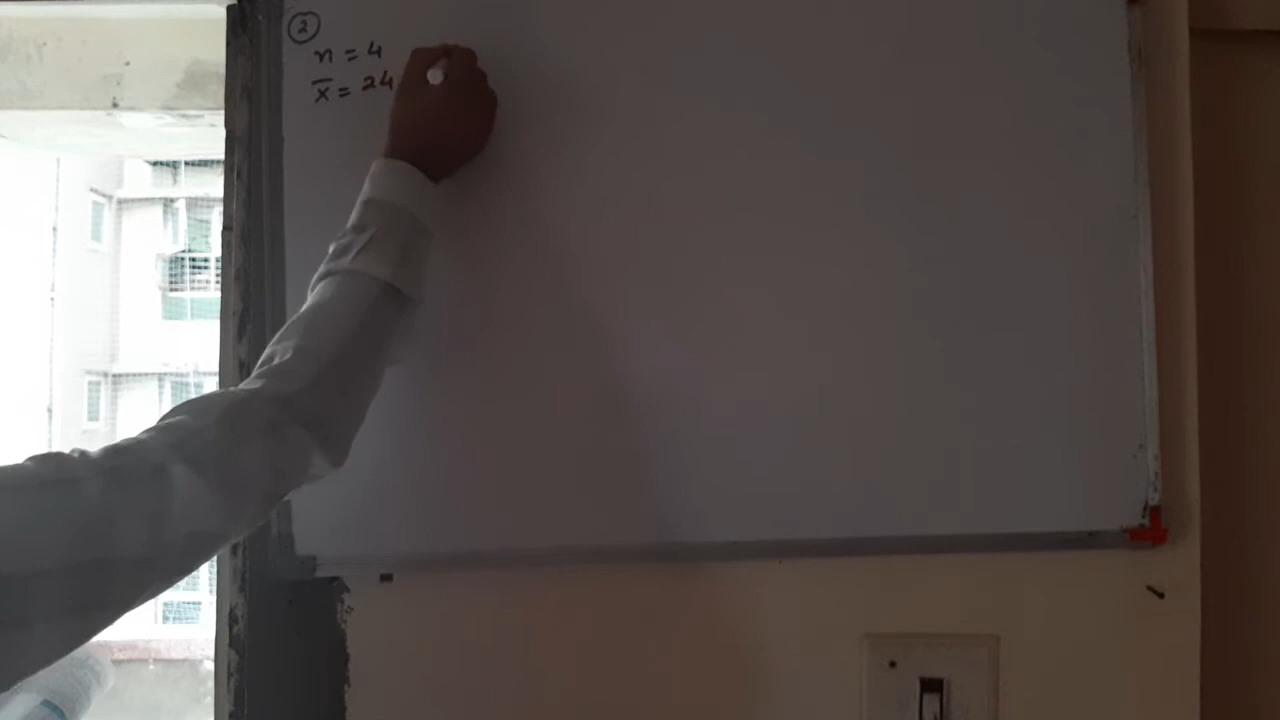 2
n = 4
x̄ = 24